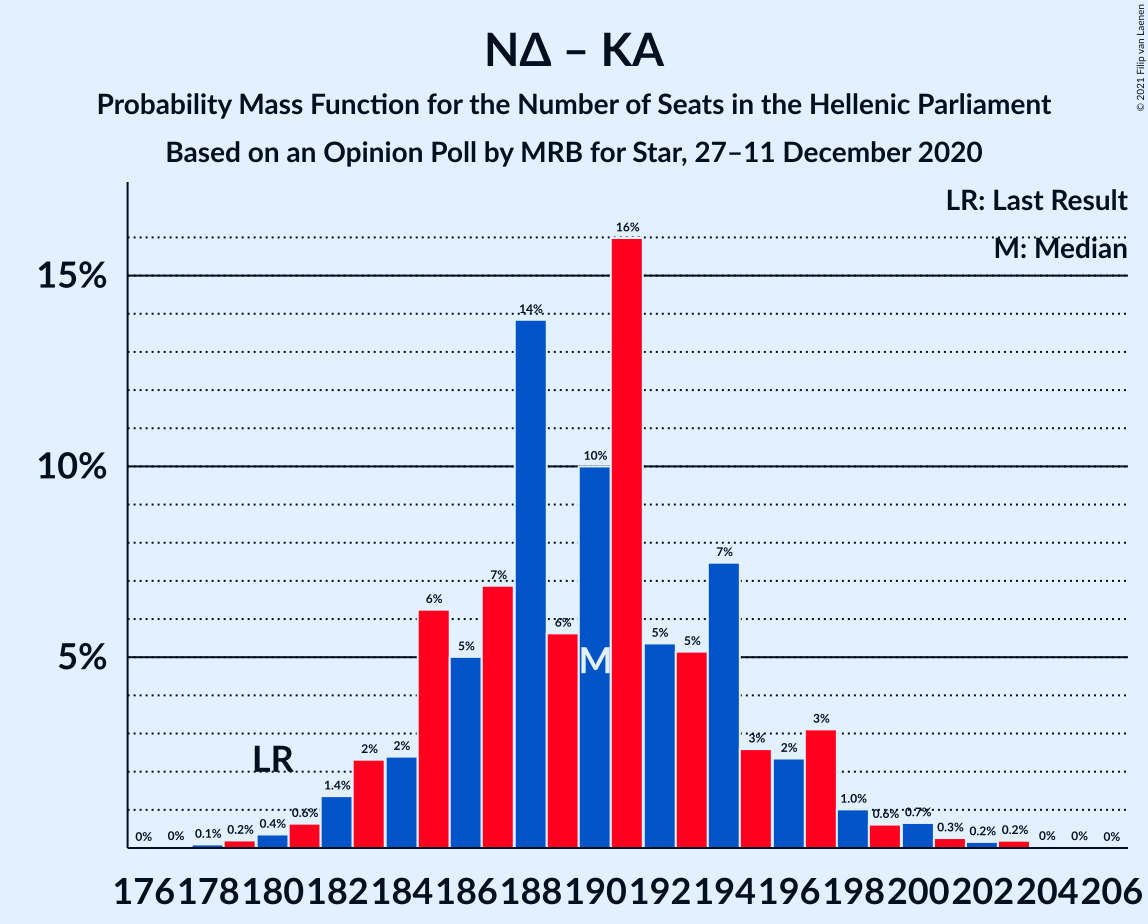 ΝΔ – ΚΑ
Probability Mass Function for the Number of Seats in the Hellenic Parliament
Based on an Opinion Poll by MRB for Star, 27–11 December 2020
© 2021 Filip van Laenen
LR: Last Result
M: Median
15%
10%
5%
0% 0% 0.1% 0.2% 0.4% 0.6% 1.4% 2% 2% 6% 5% 7% 14% 6% 10% 16% 5% 5% 7% 3% 2% 3% 1.0% 0.6% 0.7% 0.3% 0.2% 0.2% 0% 0% 0%
LR
M
176 178 180 182 184 186 188 190 192 194 196 198 200 202 204 206